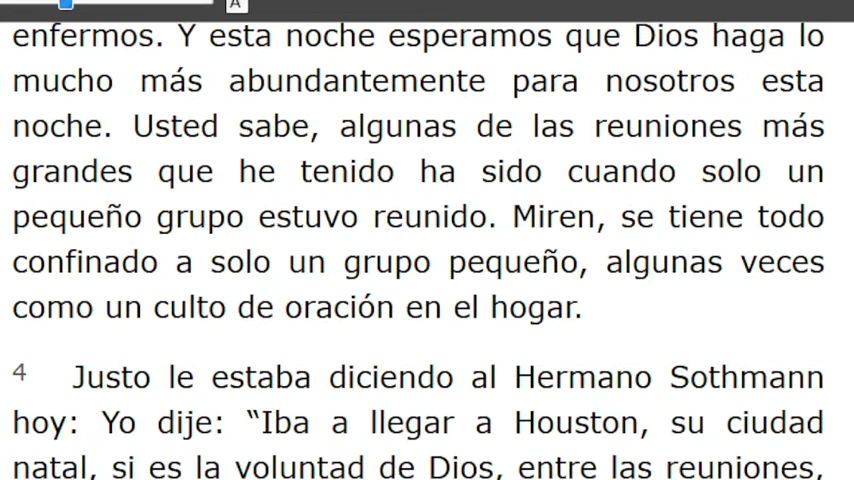 A
enfermos. Y esta noche esperamos que Dios haga lo
mucho más abundantemente para nosotros esta
noche. Usted sabe, algunas de las reuniones más
grandes que he tenido ha sido cuando solo un
pequeño grupo estuvo reunido. Miren, se tiene todo
confinado a solo un grupo pequeño, algunas veces
como un culto de oración en el hogar.
4 Justo le estaba diciendo al Hermano Sothmann
hoy: Yo dije: “Iba a llegar a Houston, su ciudad
natal, si es la voluntad de Dios, entre las reuniones,